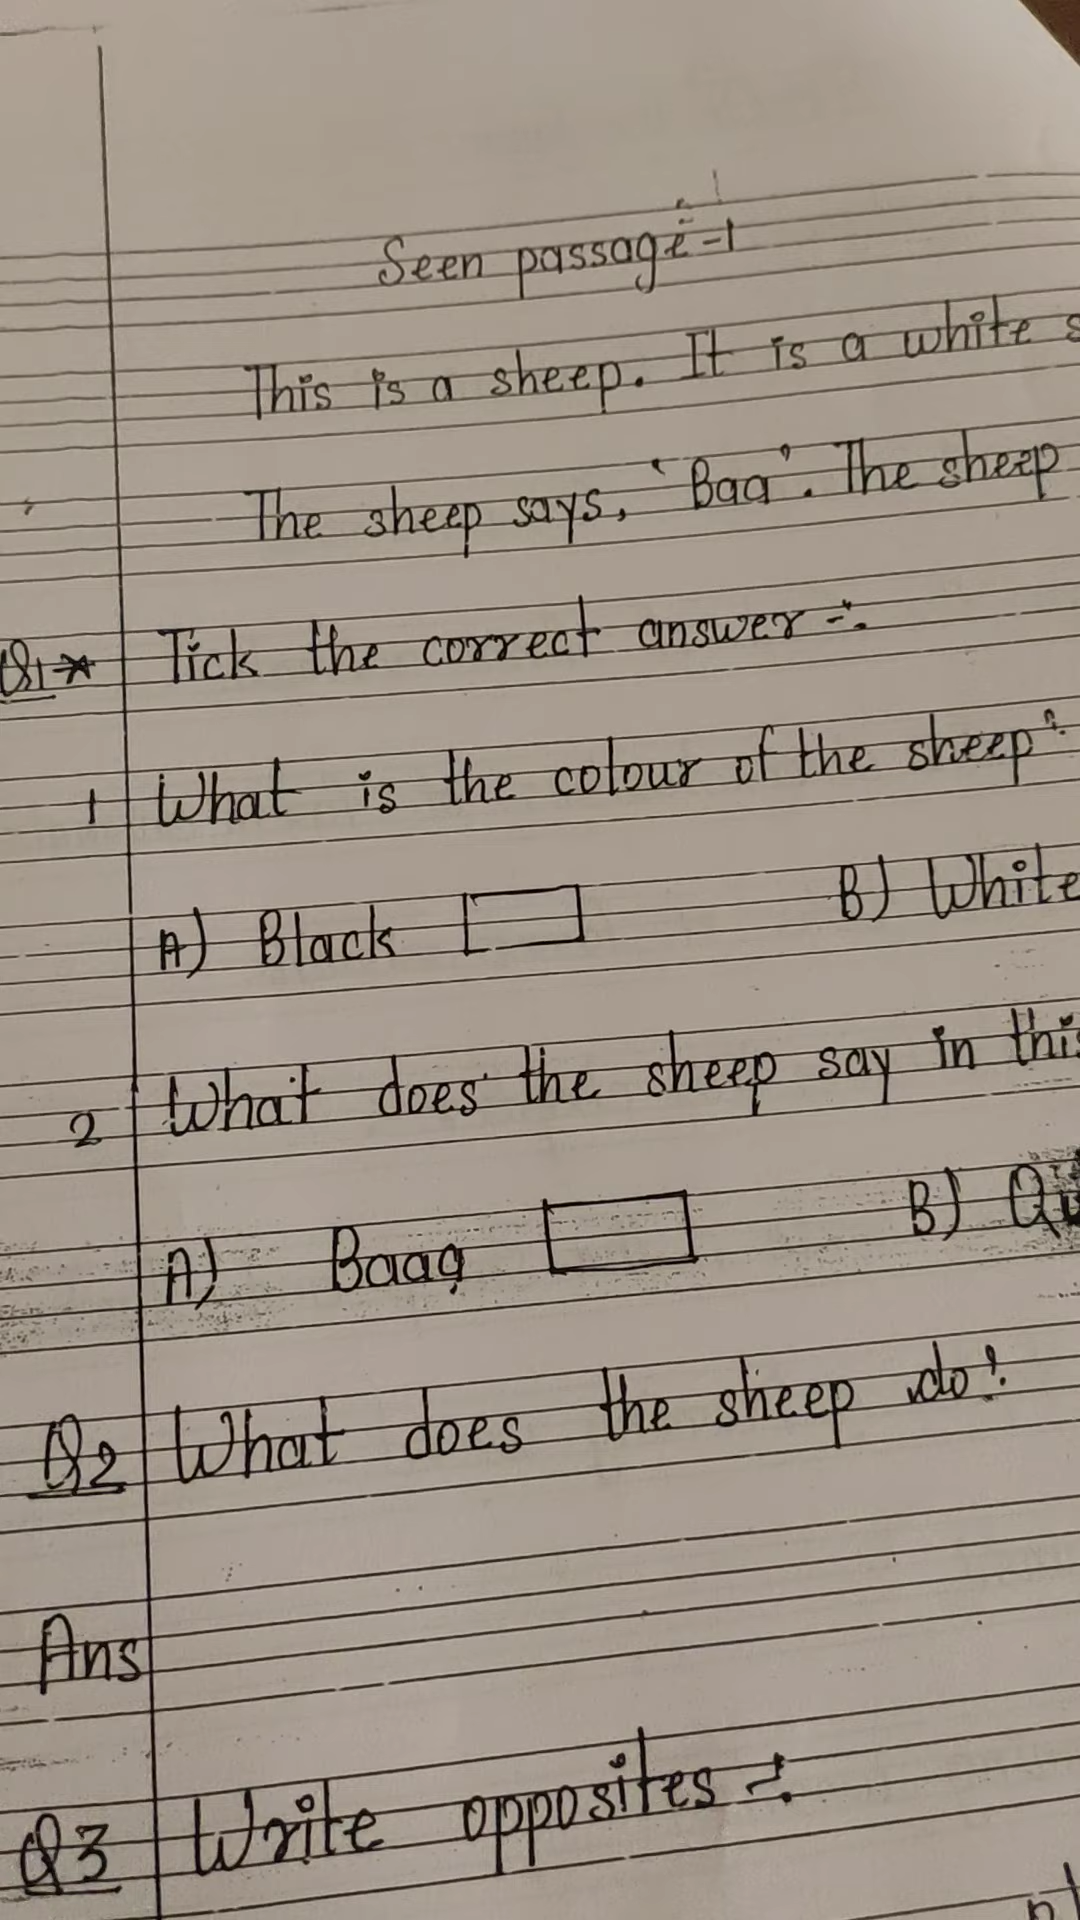 Seen passage-1
This is a sheep. It is a white
The sheep says, 'Baa'. The sheep
Q1 Tick the correct answer :-
1 What is the colour of the sheep?
A) Black B) White
2 What does the sheep say in this
A) Baaa B)
Q2 What does the sheep do?
Ans
Q3 Write opposites :-